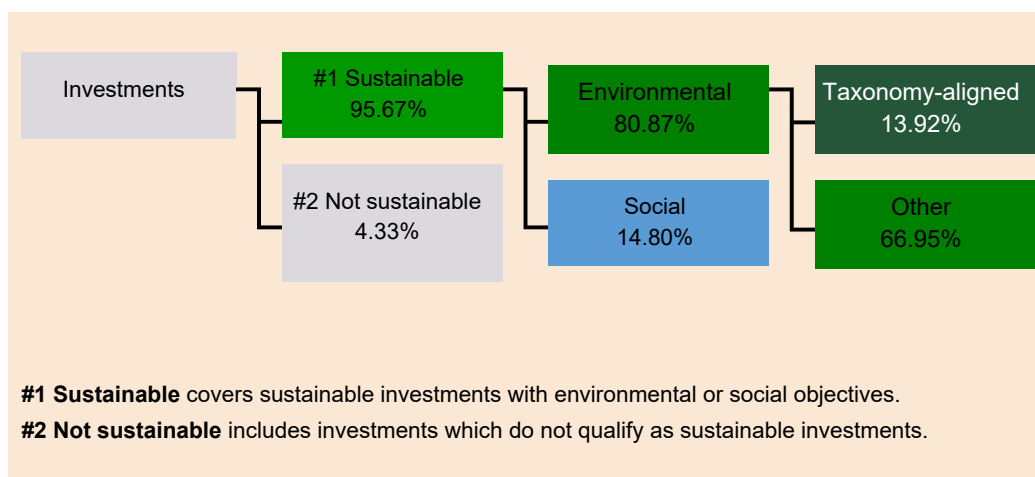 Investments
#1 Sustainable
95.67%
Environmental
80.87%
Taxonomy-aligned
13.92%
#2 Not sustainable
4.33%
Social
14.80%
Other
66.95%
#1 Sustainable covers sustainable investments with environmental or social objectives.
#2 Not sustainable includes investments which do not qualify as sustainable investments.